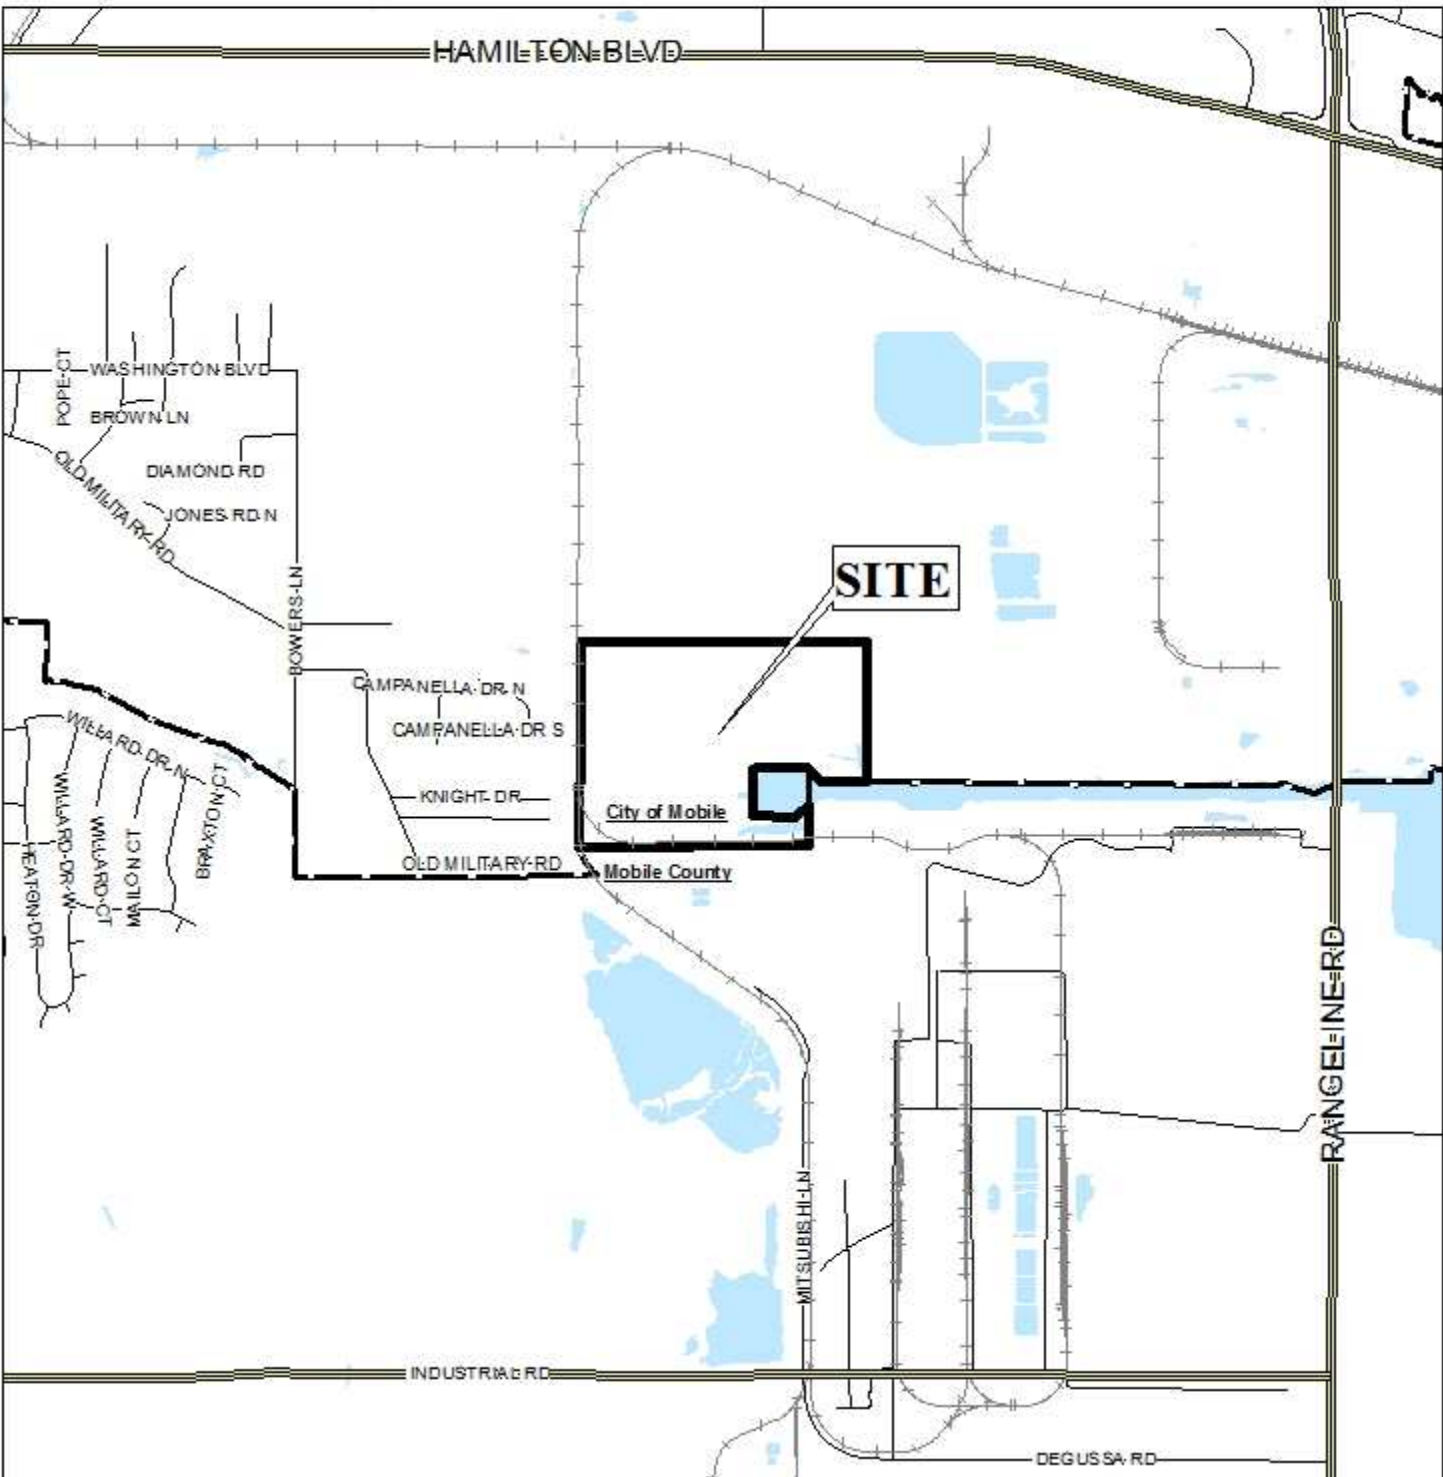 HAMILTON BLVD
POPE CT
WASHINGTON BLVD
BROWN LN
OLD MILITARY RD
DIAMOND RD
JONES RD N
SITE
BOWERS LN
CAMPANELLA DR N
CAMPANELLA DR S
WILLARD DR N
WILLARD DR W
WILLARD CT
MAILON CT
BRAXTON CT
HEATON DR
KNIGHT DR
City of Mobile
OLD MILITARY RD
Mobile County
RANGELINE RD
MITSUBISHI LN
INDUSTRIAL RD
DEGUSSA RD